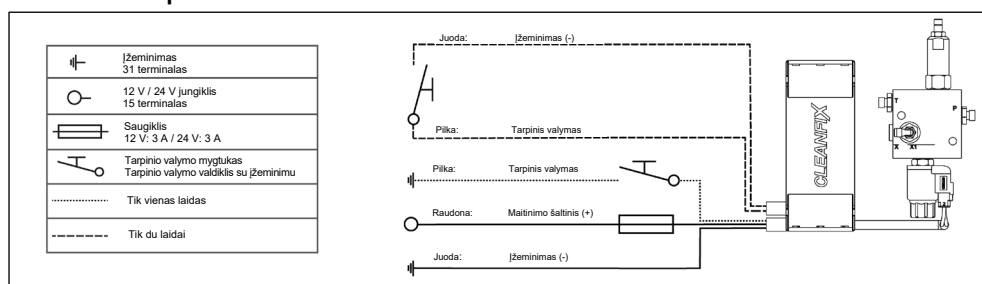 Įžeminimas
31 terminalas
12 V / 24 V jungiklis
15 terminalas
Saugiklis
12 V: 3 A / 24 V: 3 A
Tarpinio valymo mygtukas
Tarpinio valymo valdiklis su įžeminimu
Tik vienas laidas
Tik du laidai
Juoda: Įžeminimas (-)
Pilka: Tarpinis valymas
Pilka: Tarpinis valymas
Raudona: Maitinimo šaltinis (+)
Juoda: Įžeminimas (-)
CLEANFIX
T
P
X X1